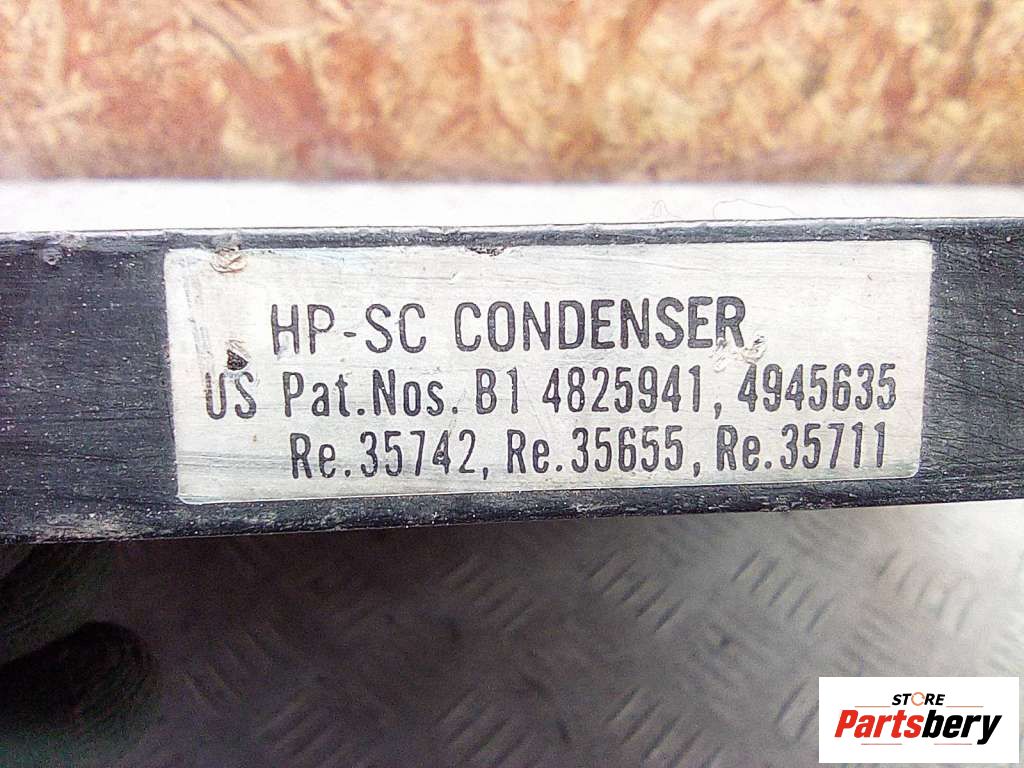 HP-SC CONDENSER
US Pat.Nos. B1 4825941, 4945635
Re.35742, Re.35655, Re.35711
STORE
Partsbery